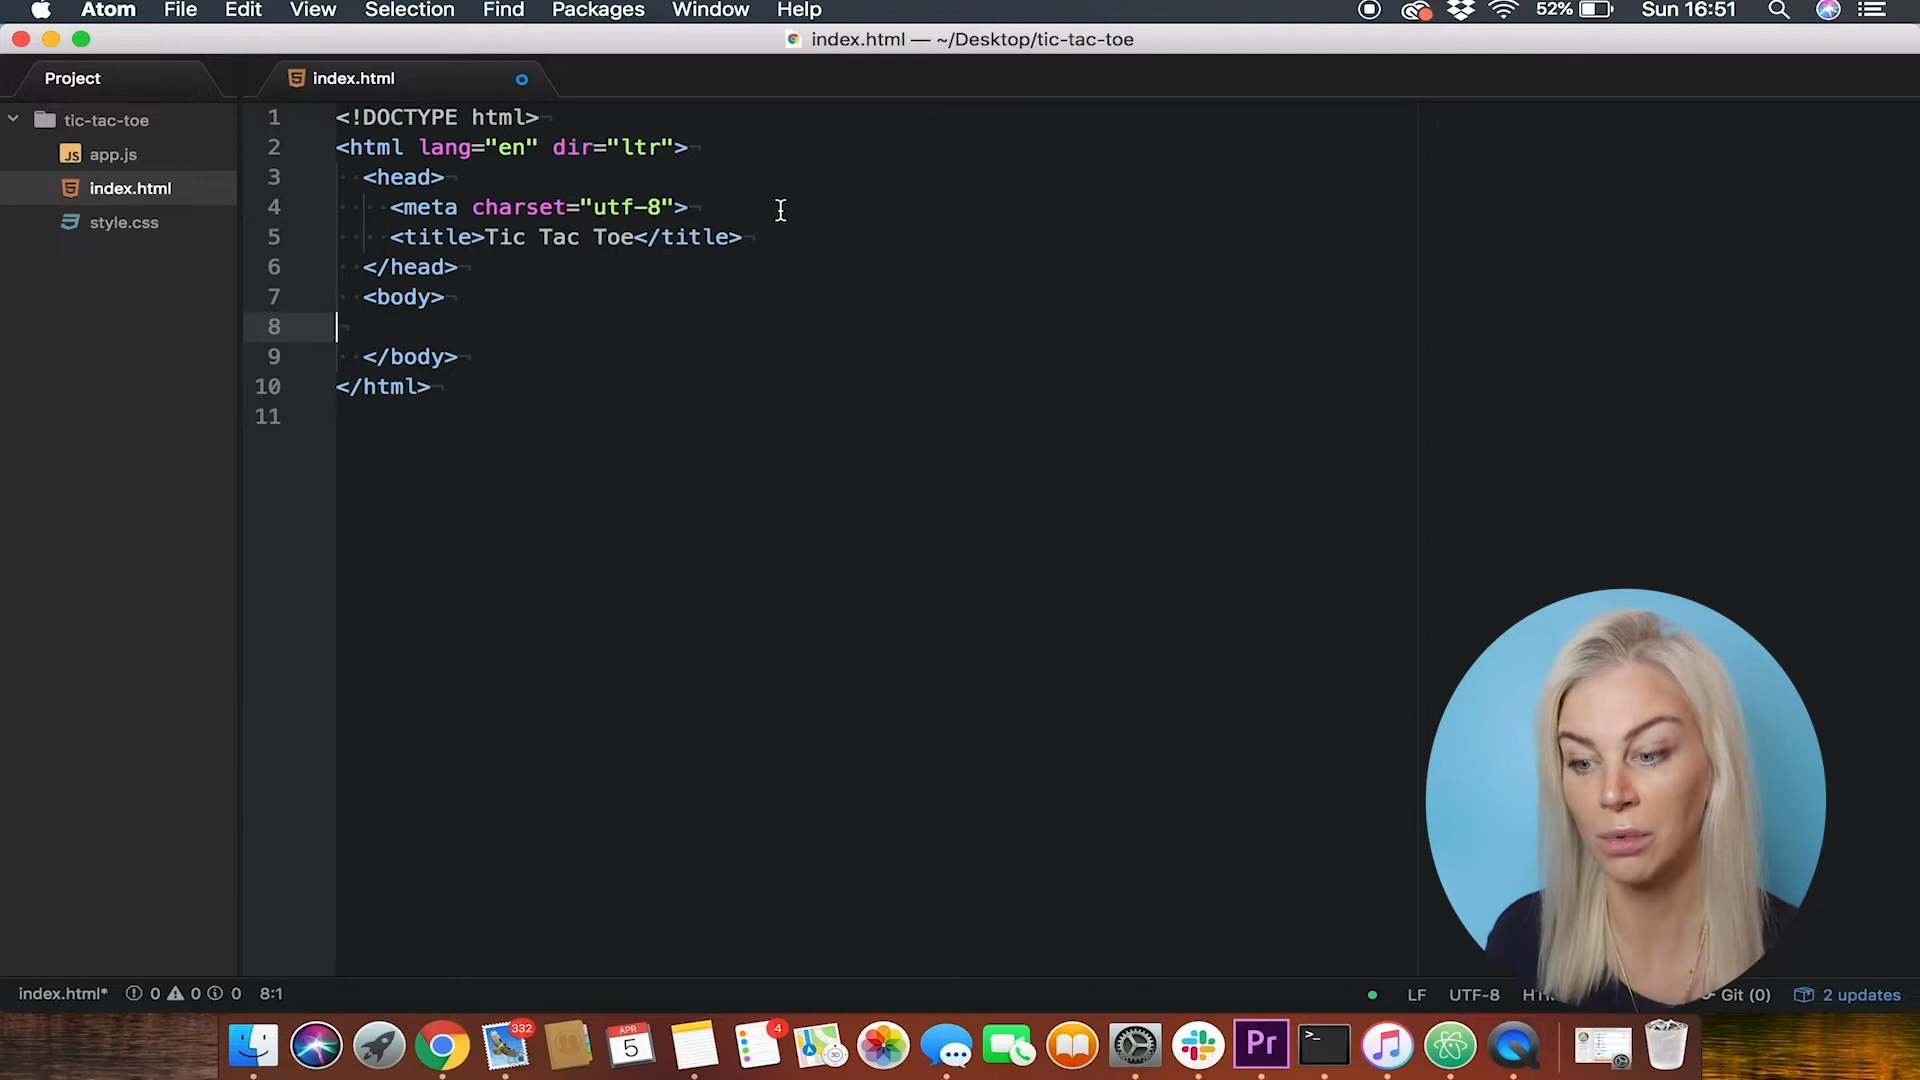 Atom File Edit View Selection Find Packages Window Help 52% Sun 16:51
index.html — ~/Desktop/tic-tac-toe
Project
index.html
tic-tac-toe
app.js
index.html
style.css
1 <!DOCTYPE html>
2 <html lang="en" dir="ltr">
3 <head>
4 <meta charset="utf-8">
5 <title>Tic Tac Toe</title>
6 </head>
7 <body>
8
9 </body>
10 </html>
11
index.html* 0 0 0 8:1 LF UTF-8 Git (0) 2 updates
332
APR
5
4
Pr